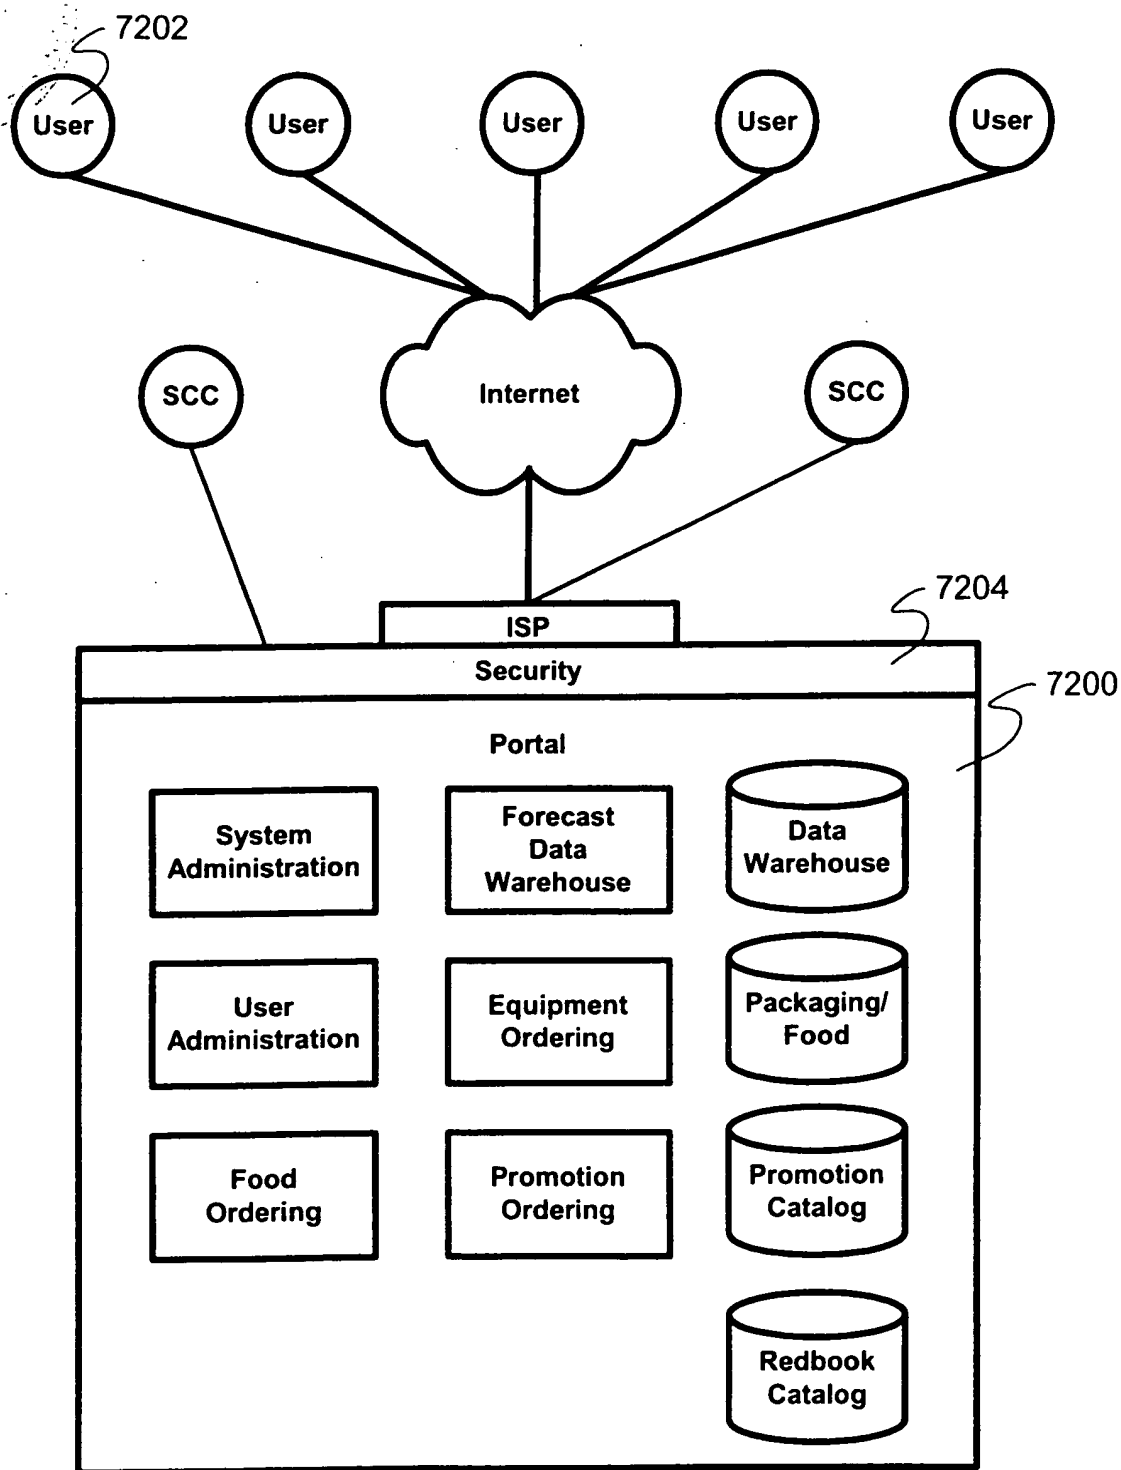 7202
User
User
User
User
User
SCC
Internet
SCC
7204
ISP
Security
7200
Portal
System
Administration
Forecast
Data
Warehouse
Data
Warehouse
User
Administration
Equipment
Ordering
Packaging/
Food
Food
Ordering
Promotion
Ordering
Promotion
Catalog
Redbook
Catalog